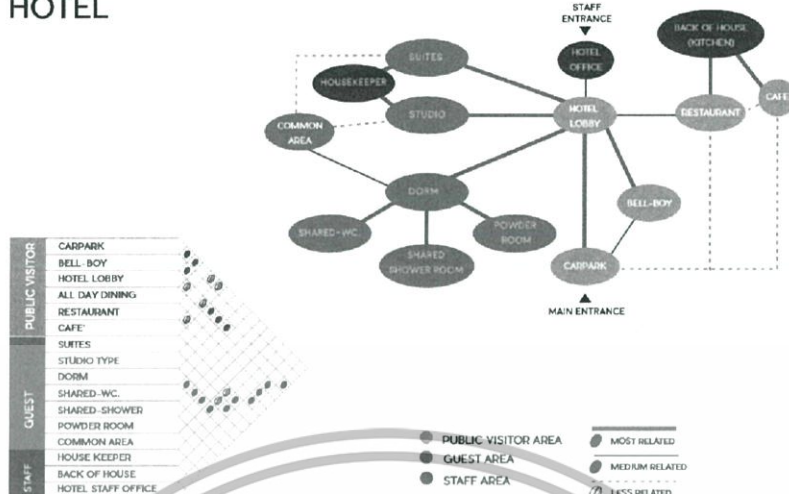 HOTEL
STAFF
ENTRANCE
BACK OF HOUSE
(KITCHEN)
HOTEL
OFFICE
SUITES
HOUSEKEEPER
CAFE'
STUDIO
HOTEL
LOBBY
RESTAURANT
COMMON
AREA
DORM
BELL-BOY
SHARED-WC.
POWDER
ROOM
SHARED
SHOWER ROOM
CARPARK
MAIN ENTRANCE
PUBLIC VISITOR
CARPARK
BELL-BOY
HOTEL LOBBY
ALL DAY DINING
RESTAURANT
CAFE'
GUEST
SUITES
STUDIO TYPE
DORM
SHARED-WC.
SHARED-SHOWER
POWDER ROOM
COMMON AREA
STAFF
HOUSE KEEPER
BACK OF HOUSE
HOTEL STAFF OFFICE
PUBLIC VISITOR AREA
GUEST AREA
STAFF AREA
MOST RELATED
MEDIUM RELATED
LESS RELATED